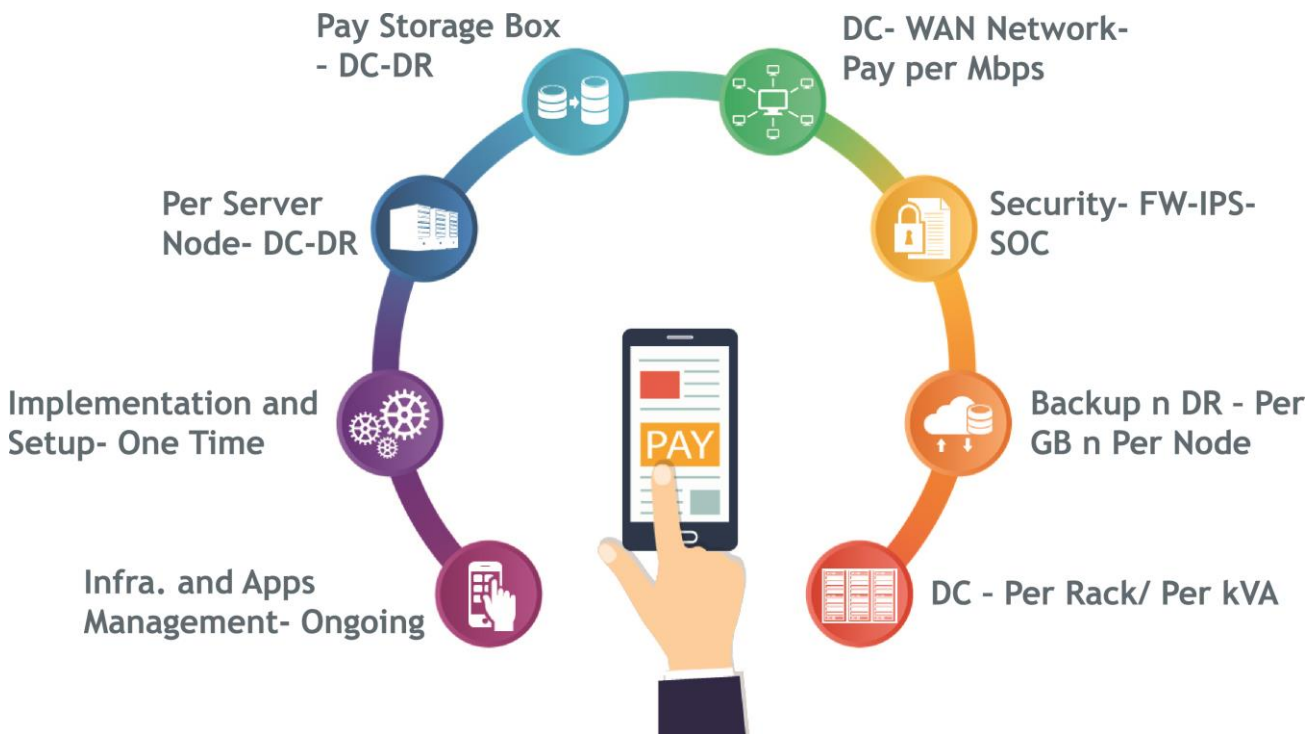 Pay Storage Box
- DC-DR
DC- WAN Network-
Pay per Mbps
Per Server
Node- DC-DR
Security- FW-IPS-
SOC
Implementation and
Setup- One Time
PAY
Backup n DR - Per
GB n Per Node
Infra. and Apps
Management- Ongoing
DC - Per Rack/ Per kVA